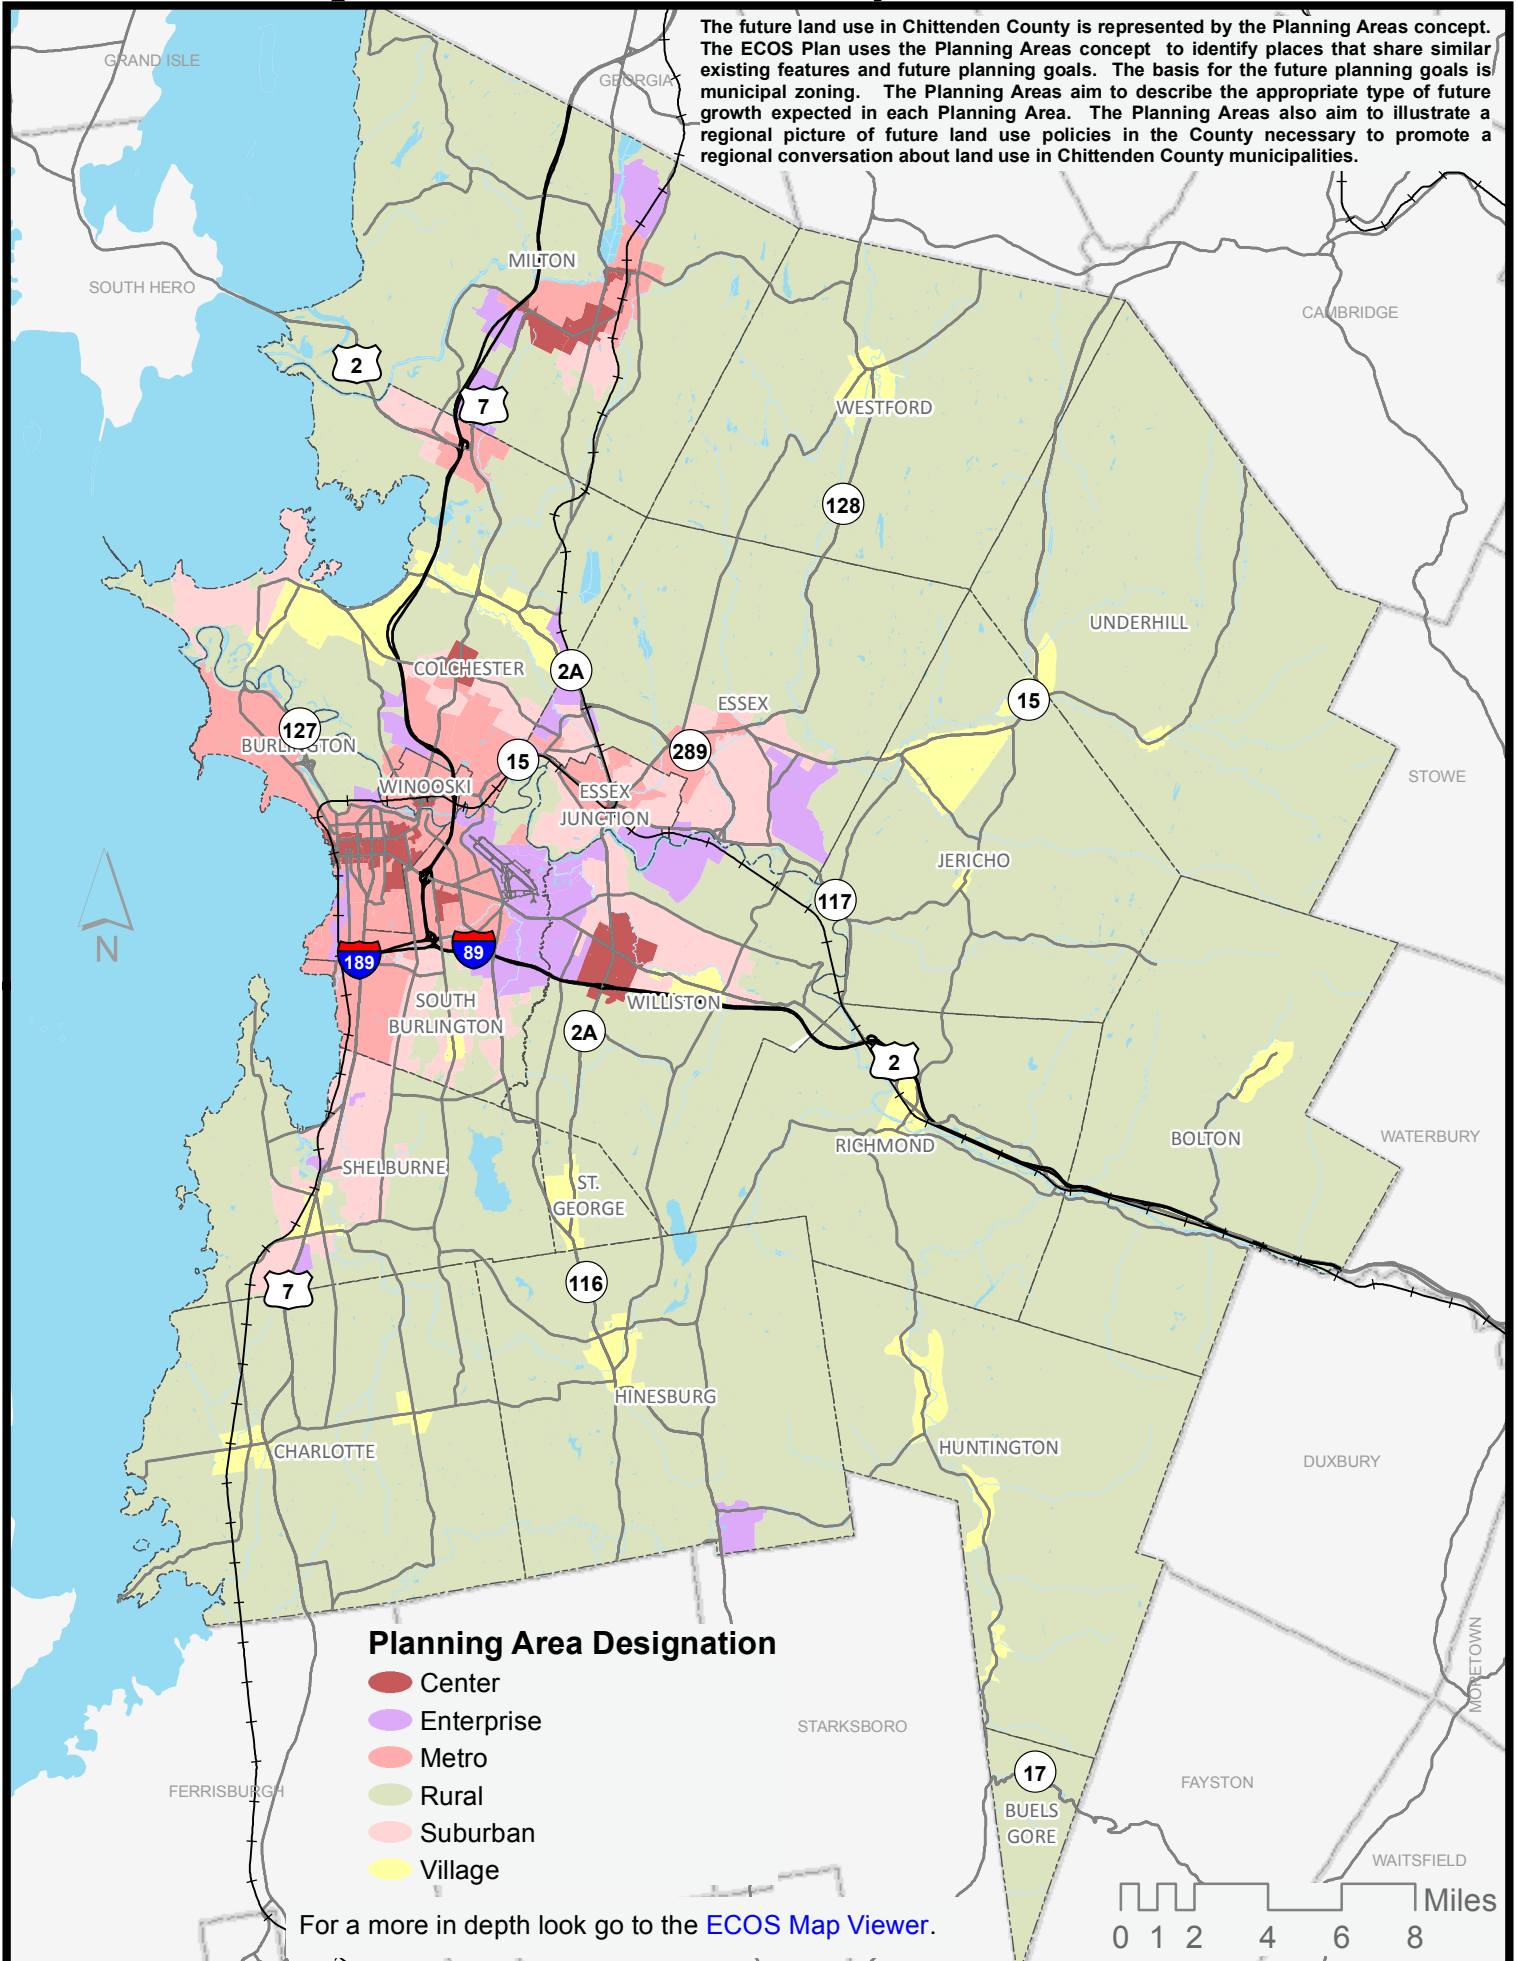 The future land use in Chittenden County is represented by the Planning Areas concept.
The ECOS Plan uses the Planning Areas concept to identify places that share similar
existing features and future planning goals. The basis for the future planning goals is
municipal zoning. The Planning Areas aim to describe the appropriate type of future
growth expected in each Planning Area. The Planning Areas also aim to illustrate a
regional picture of future land use policies in the County necessary to promote a
regional conversation about land use in Chittenden County municipalities.
GRAND ISLE
GEORGIA
MILTON
SOUTH HERO
CAMBRIDGE
2
7
WESTFORD
128
UNDERHILL
COLCHESTER
2A
15
ESSEX
127
BURLINGTON
289
15
WINOOSKI
ESSEX
JUNCTION
STOWE
JERICHO
117
N
189
89
SOUTH
BURLINGTON
WILLISTON
2A
2
RICHMOND
BOLTON
WATERBURY
SHELBURNE
ST.
GEORGE
7
116
HINESBURG
CHARLOTTE
HUNTINGTON
DUXBURY
Planning Area Designation
Center
Enterprise
Metro
Rural
Suburban
Village
MORETOWN
STARKSBORO
FERRISBURGH
17
BUELS
GORE
FAYSTON
WAITSFIELD
For a more in depth look go to the ECOS Map Viewer.
Miles
0 1 2 4 6 8